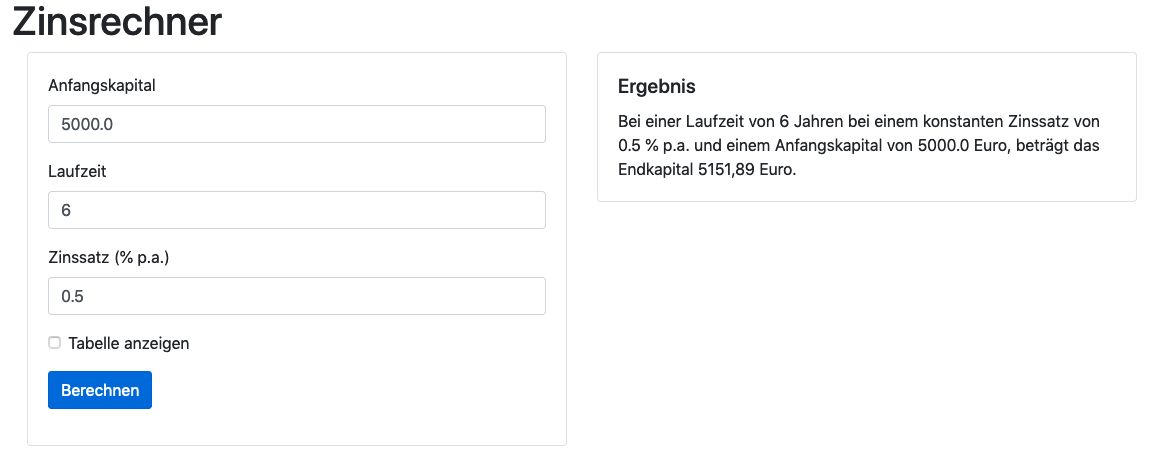 Zinsrechner
Anfangskapital
5000.0
Laufzeit
6
Zinssatz (% p.a.)
0.5
Tabelle anzeigen
Berechnen
Ergebnis
Bei einer Laufzeit von 6 Jahren bei einem konstanten Zinssatz von
0.5 % p.a. und einem Anfangskapital von 5000.0 Euro, beträgt das
Endkapital 5151,89 Euro.